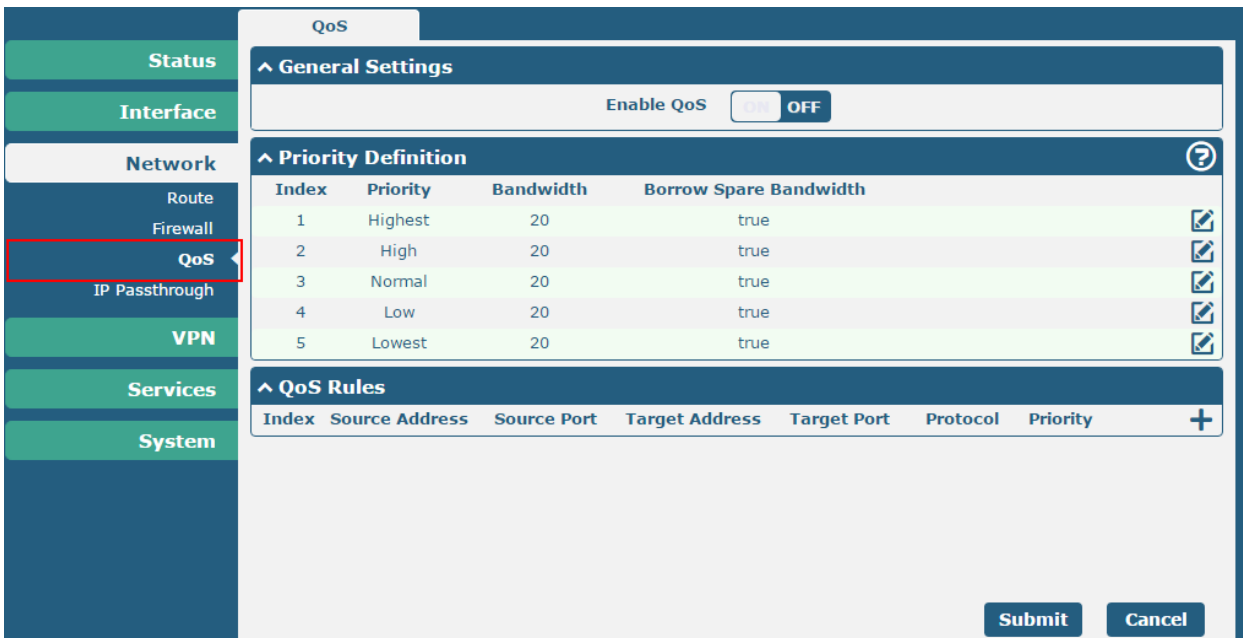 QoS
Status
Interface
Network
Route
Firewall
QoS
IP Passthrough
VPN
Services
System
General Settings
Enable QoS ON OFF
Priority Definition
Index Priority Bandwidth Borrow Spare Bandwidth
1 Highest 20 true
2 High 20 true
3 Normal 20 true
4 Low 20 true
5 Lowest 20 true
QoS Rules
Index Source Address Source Port Target Address Target Port Protocol Priority
Submit Cancel